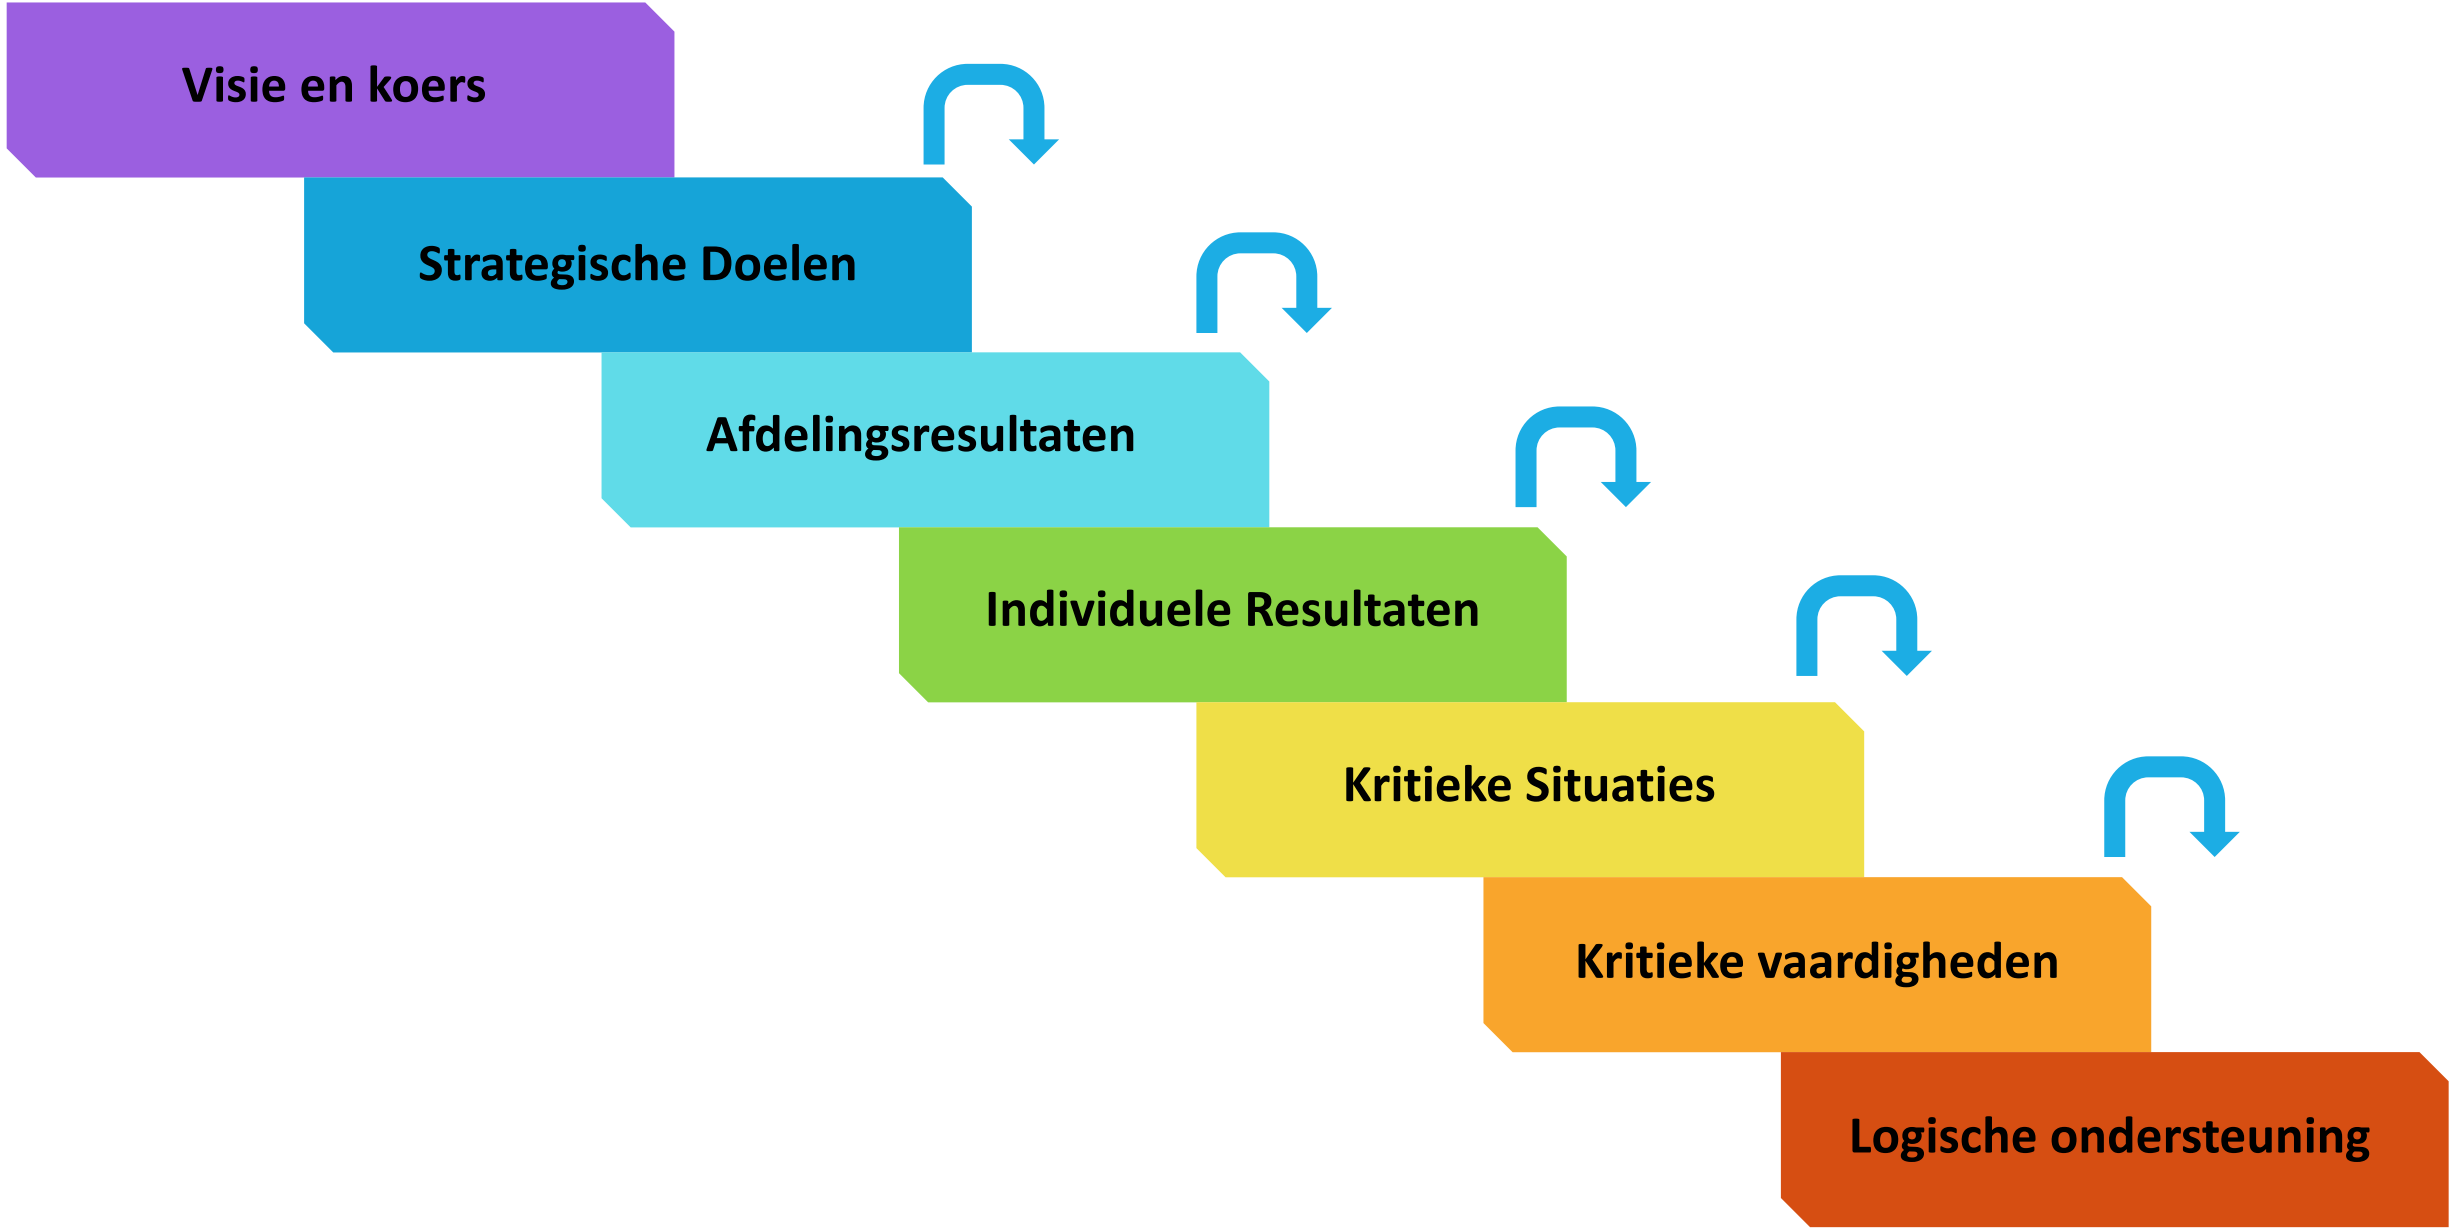 Visie en koers
Strategische Doelen
Afdelingsresultaten
Individuele Resultaten
Kritieke Situaties
Kritieke vaardigheden
Logische ondersteuning